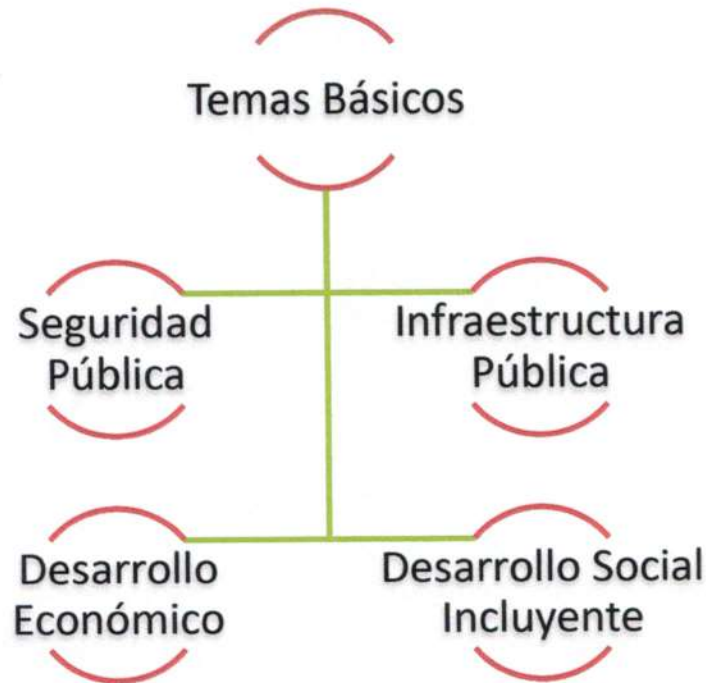 Temas Básicos
Seguridad
Pública
Infraestructura
Pública
Desarrollo
Económico
Desarrollo Social
Incluyente